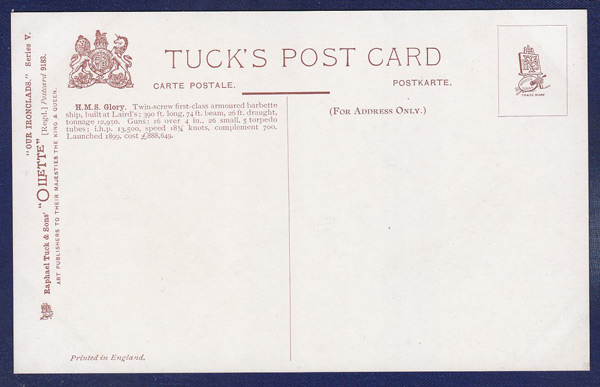 "OUR IRONCLADS." Series V.
Raphael Tuck & Sons' "OILETTE" [Regd.] Postcard 9183.
ART PUBLISHERS TO THEIR MAJESTIES THE KING & QUEEN.
TUCK'S POST CARD
CARTE POSTALE.
POSTKARTE.
H.M.S. Glory. Twin-screw first-class armoured barbette
ship, built at Laird's; 390 ft. long, 74 ft. beam, 26 ft. draught,
tonnage 12,950. Guns: 16 over 4 in., 26 small, 5 torpedo
tubes; i.h.p. 13,500, speed 18¼ knots, complement 700.
Launched 1899, cost £888,649.
(FOR ADDRESS ONLY.)
TRADE MARK
Printed in England.